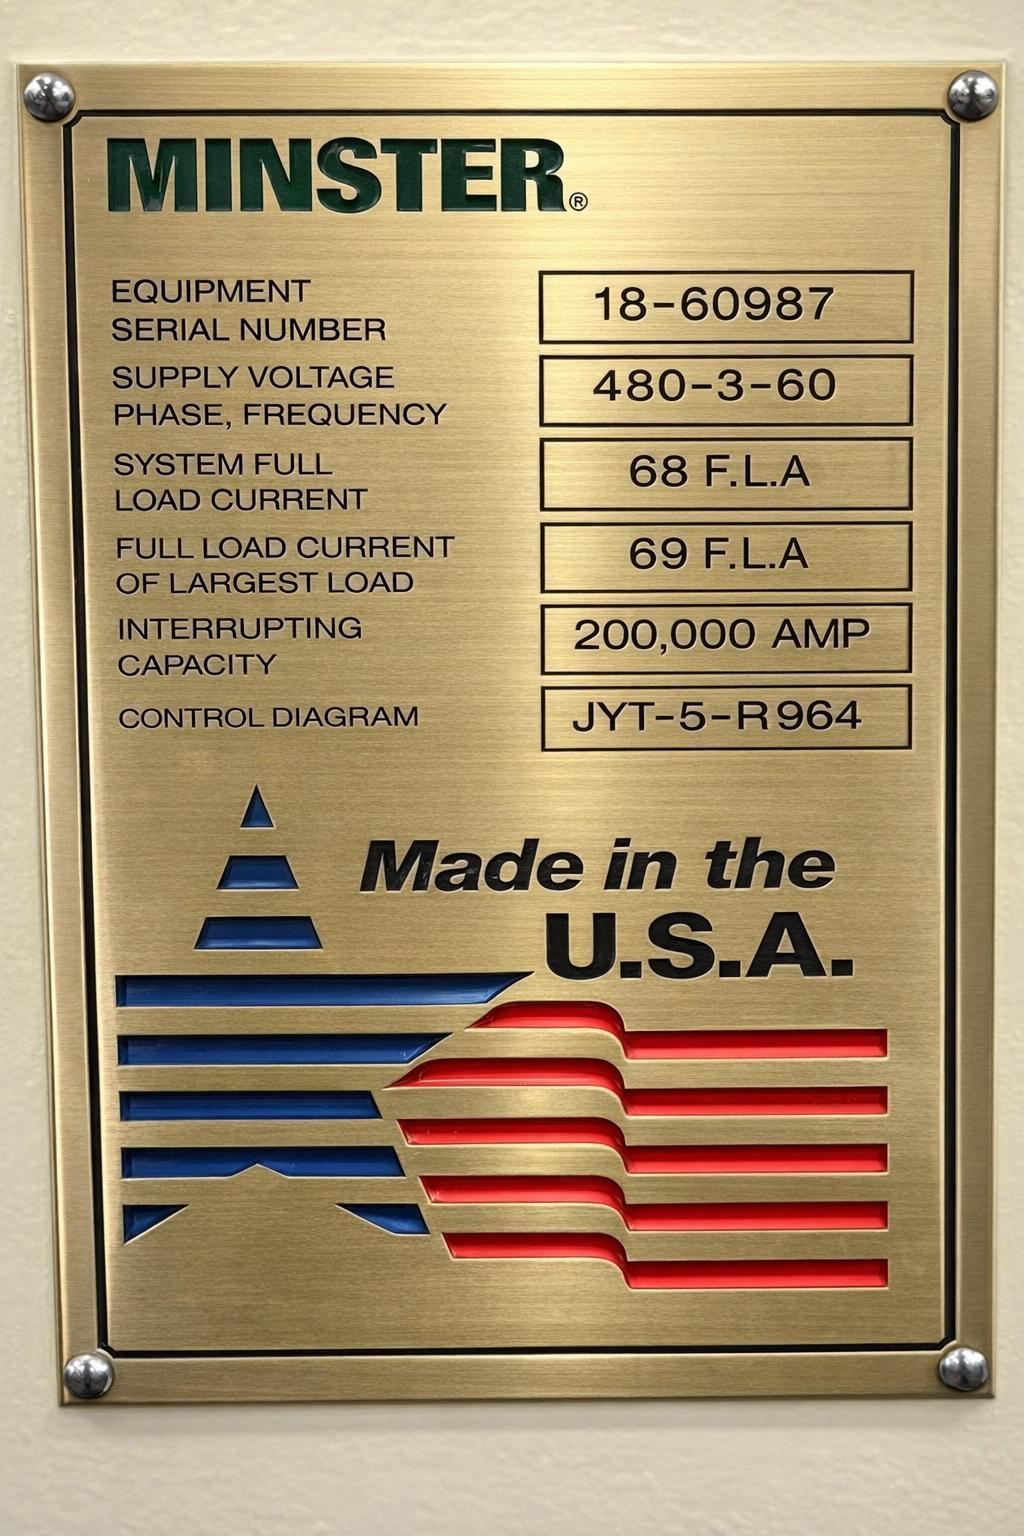 MINSTER®
EQUIPMENT
SERIAL NUMBER
18-60987
SUPPLY VOLTAGE
PHASE, FREQUENCY
480-3-60
SYSTEM FULL
LOAD CURRENT
68 F.L.A
FULL LOAD CURRENT
OF LARGEST LOAD
69 F.L.A
INTERRUPTING
CAPACITY
200,000 AMP
CONTROL DIAGRAM
JYT-5-R964
Made in the
U.S.A.